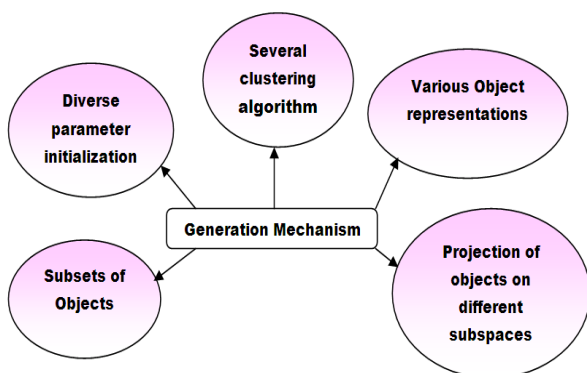 Several
clustering
algorithm
Diverse
parameter
initialization
Various Object
representations
Generation Mechanism
Subsets of
Objects
Projection of
objects on
different
subspaces